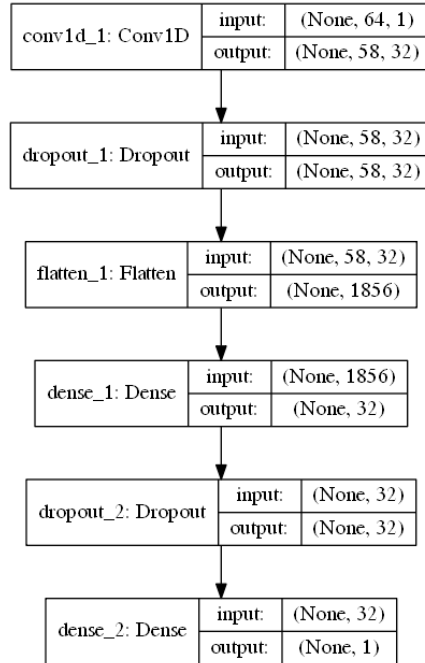 conv1d_1: Conv1D
input: (None, 64, 1)
output: (None, 58, 32)
dropout_1: Dropout
input: (None, 58, 32)
output: (None, 58, 32)
flatten_1: Flatten
input: (None, 58, 32)
output: (None, 1856)
dense_1: Dense
input: (None, 1856)
output: (None, 32)
dropout_2: Dropout
input: (None, 32)
output: (None, 32)
dense_2: Dense
input: (None, 32)
output: (None, 1)